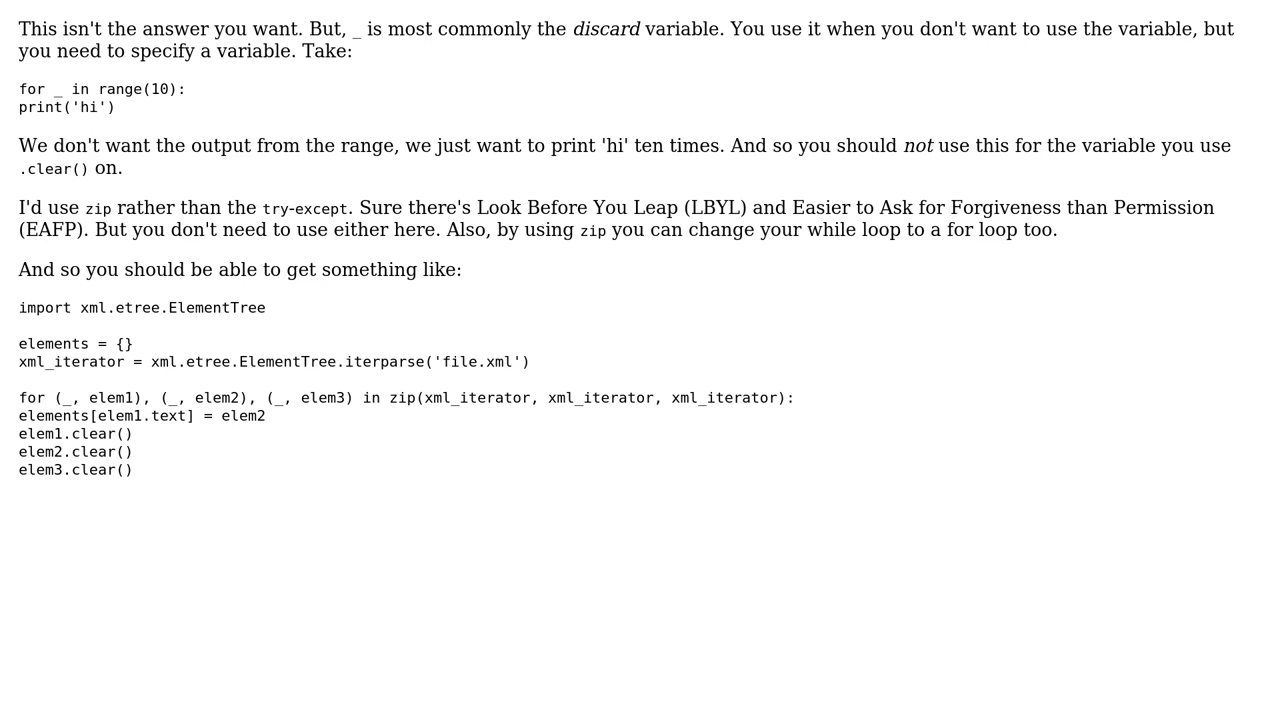 This isn't the answer you want. But, _ is most commonly the discard variable. You use it when you don't want to use the variable, but
you need to specify a variable. Take:
for _ in range(10):
print('hi')
We don't want the output from the range, we just want to print 'hi' ten times. And so you should not use this for the variable you use
.clear() on.
I'd use zip rather than the try-except. Sure there's Look Before You Leap (LBYL) and Easier to Ask for Forgiveness than Permission
(EAFP). But you don't need to use either here. Also, by using zip you can change your while loop to a for loop too.
And so you should be able to get something like:
import xml.etree.ElementTree
elements = {}
xml_iterator = xml.etree.ElementTree.iterparse('file.xml')
for (_, elem1), (_, elem2), (_, elem3) in zip(xml_iterator, xml_iterator, xml_iterator):
elements[elem1.text] = elem2
elem1.clear()
elem2.clear()
elem3.clear()